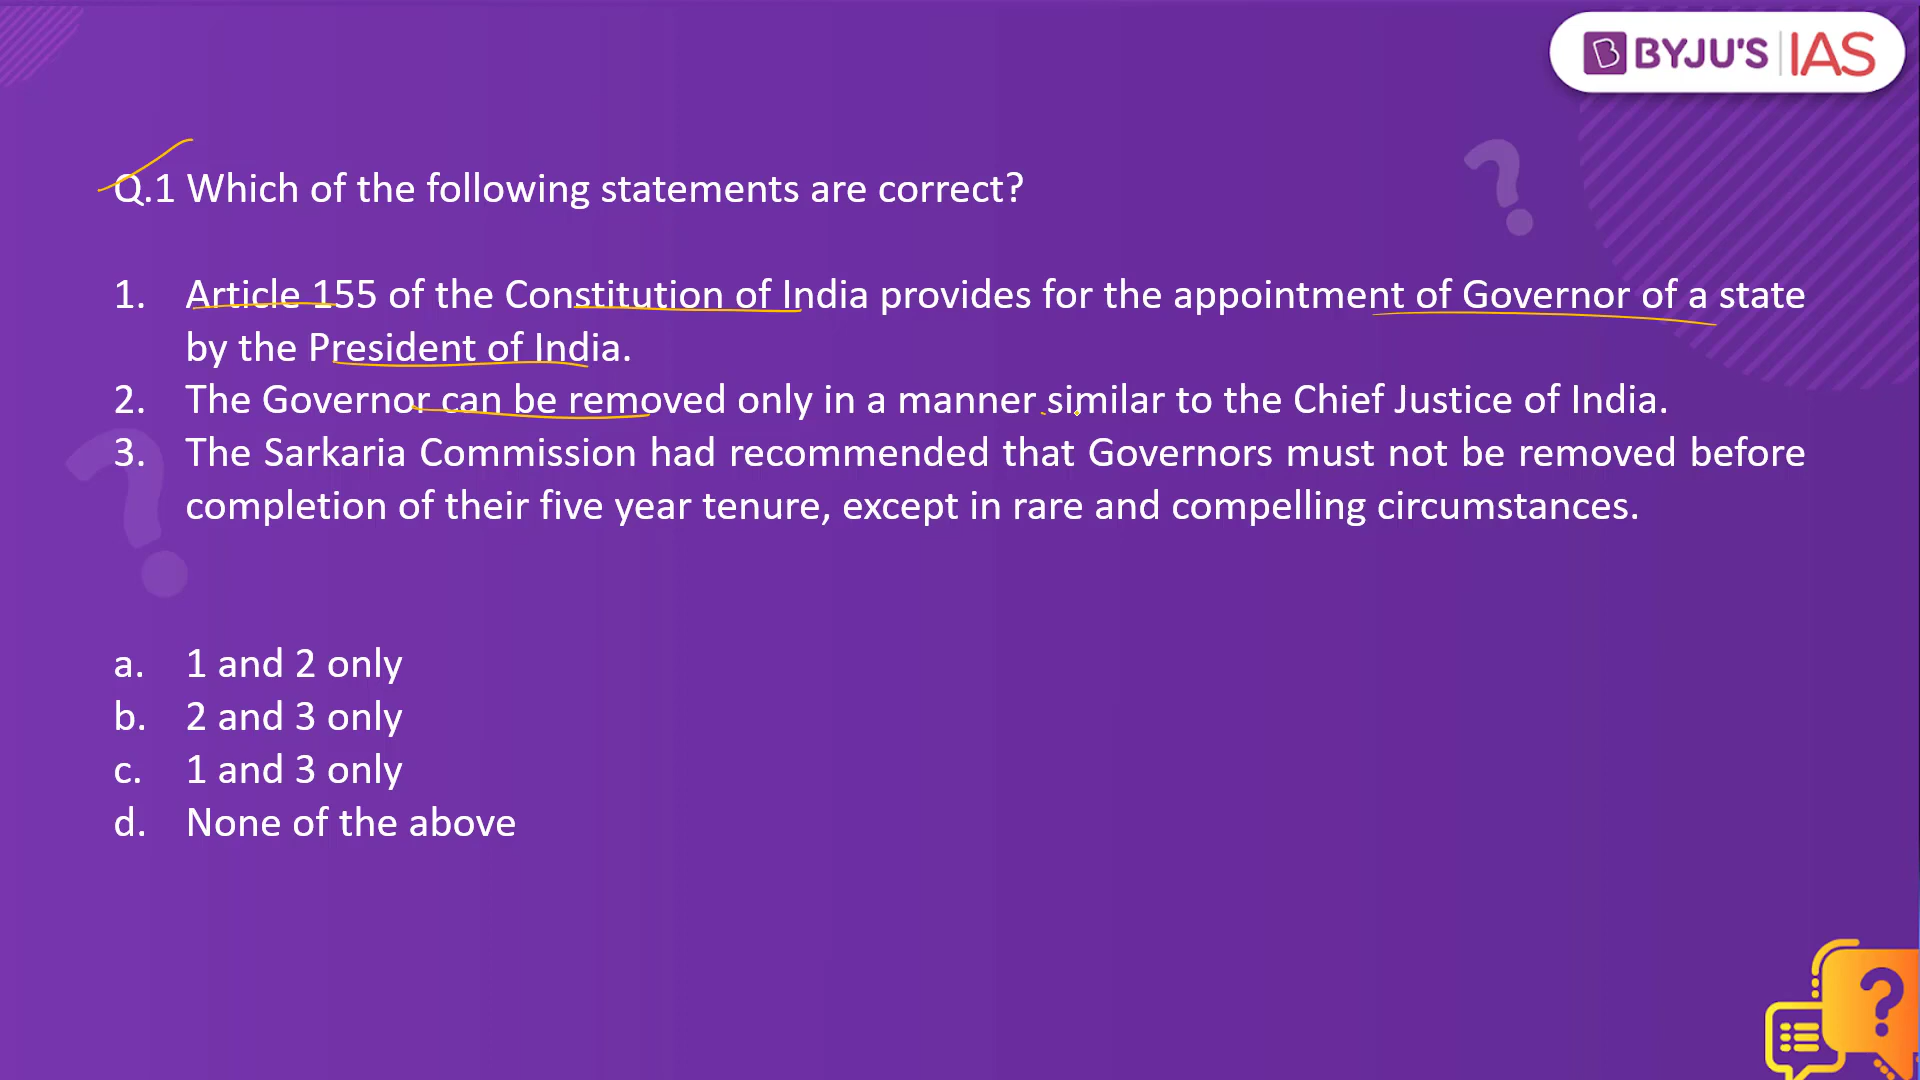 BYJU'S IAS
Q.1 Which of the following statements are correct?
1. Article 155 of the Constitution of India provides for the appointment of Governor of a state
by the President of India.
2. The Governor can be removed only in a manner similar to the Chief Justice of India.
3. The Sarkaria Commission had recommended that Governors must not be removed before
completion of their five year tenure, except in rare and compelling circumstances.
a. 1 and 2 only
b. 2 and 3 only
c. 1 and 3 only
d. None of the above